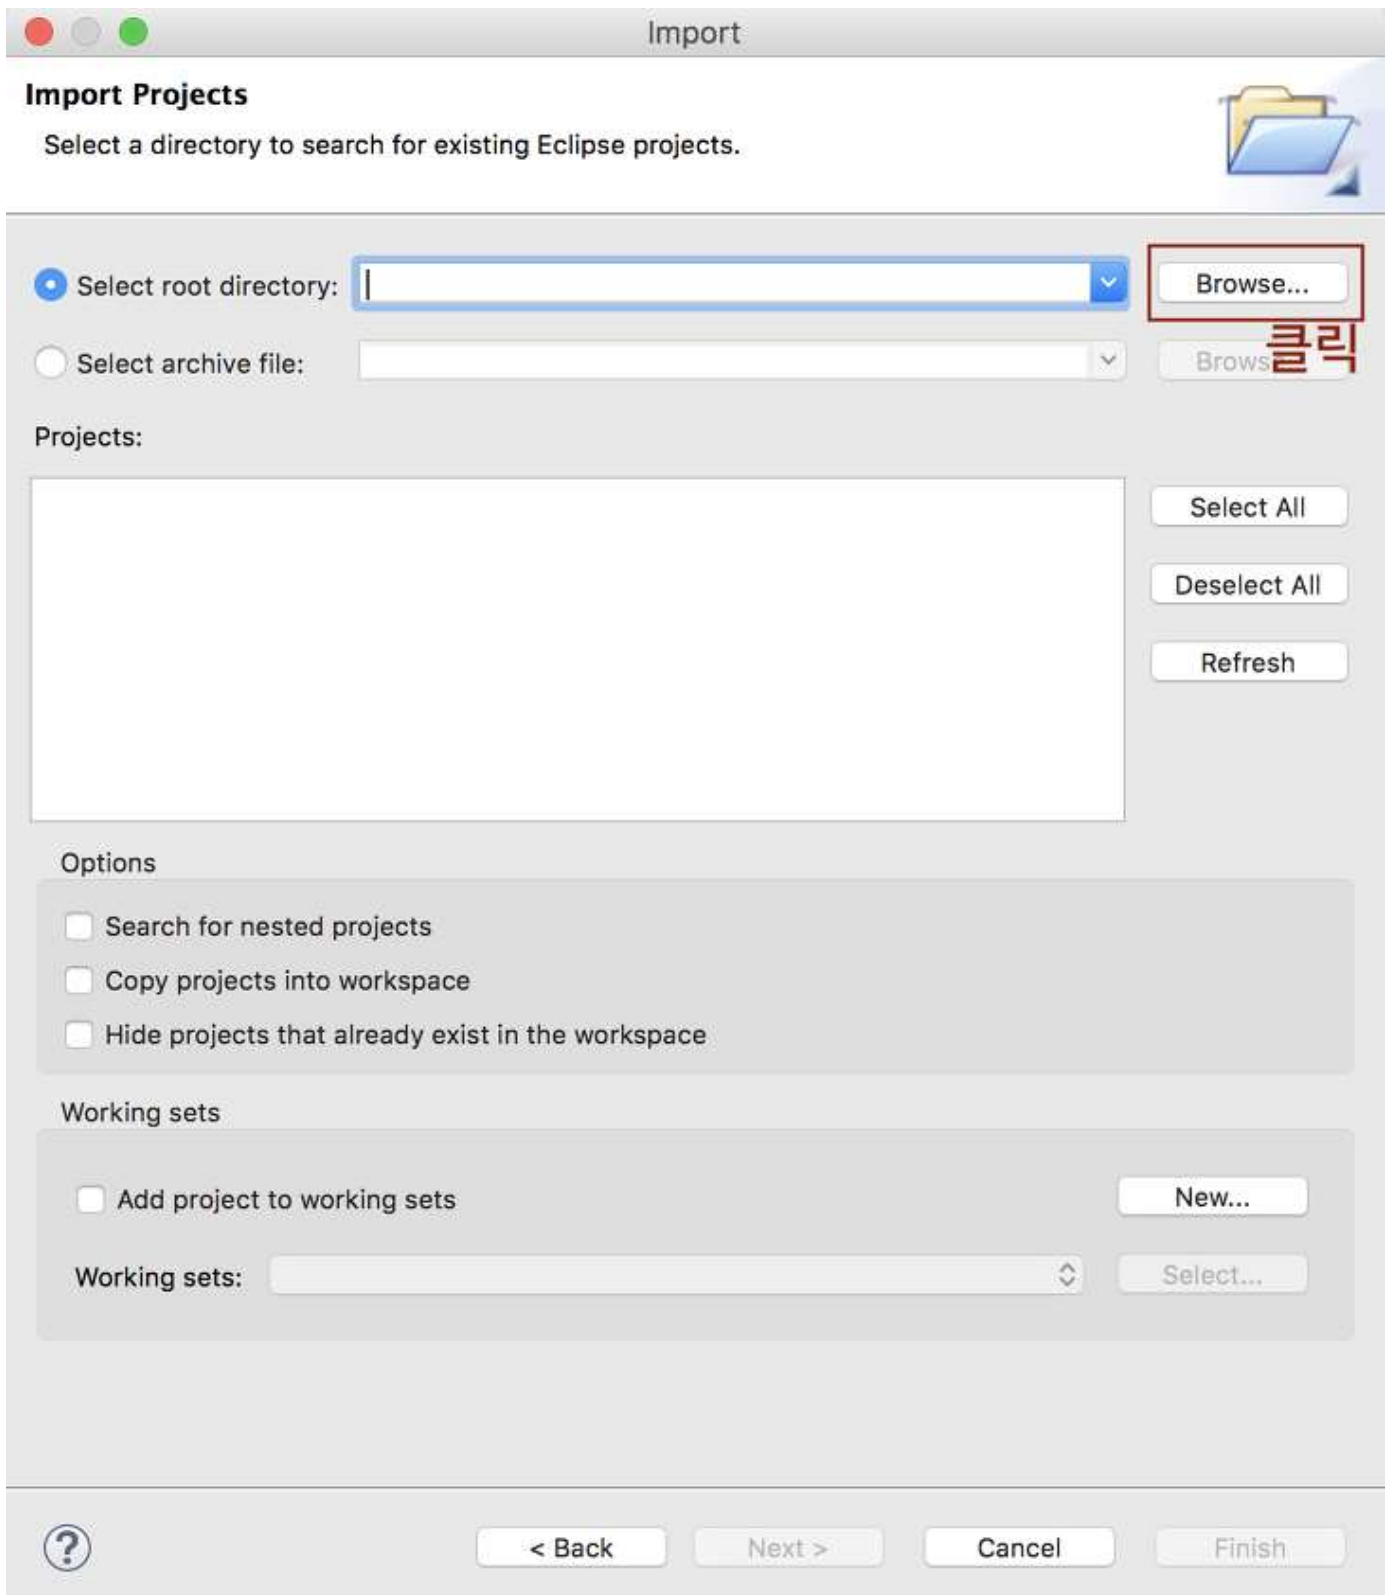 Import
Import Projects
Select a directory to search for existing Eclipse projects.
Select root directory:
Browse...
클릭
Select archive file:
Brows
Projects:
Select All
Deselect All
Refresh
Options
Search for nested projects
Copy projects into workspace
Hide projects that already exist in the workspace
Working sets
Add project to working sets
New...
Working sets:
Select...
?
< Back
Next >
Cancel
Finish